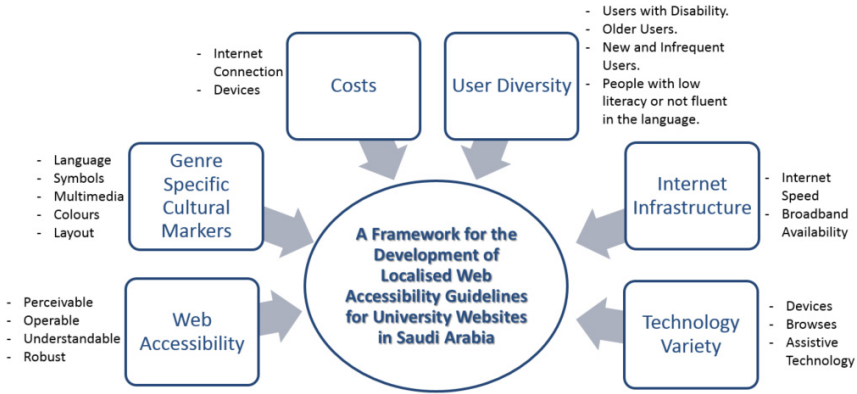 - Users with Disability.
- Older Users.
- New and Infrequent
Users.
- People with low
literacy or not fluent
in the language.
- Internet
Connection
- Devices
Costs
User Diversity
- Language
- Symbols
- Multimedia
- Colours
- Layout
Genre
Specific
Cultural
Markers
Internet
Infrastructure
- Internet
Speed
- Broadband
Availability
A Framework for the
Development of
Localised Web
Accessibility Guidelines
for University Websites
in Saudi Arabia
- Perceivable
- Operable
- Understandable
- Robust
Web
Accessibility
Technology
Variety
- Devices
- Browses
- Assistive
Technology